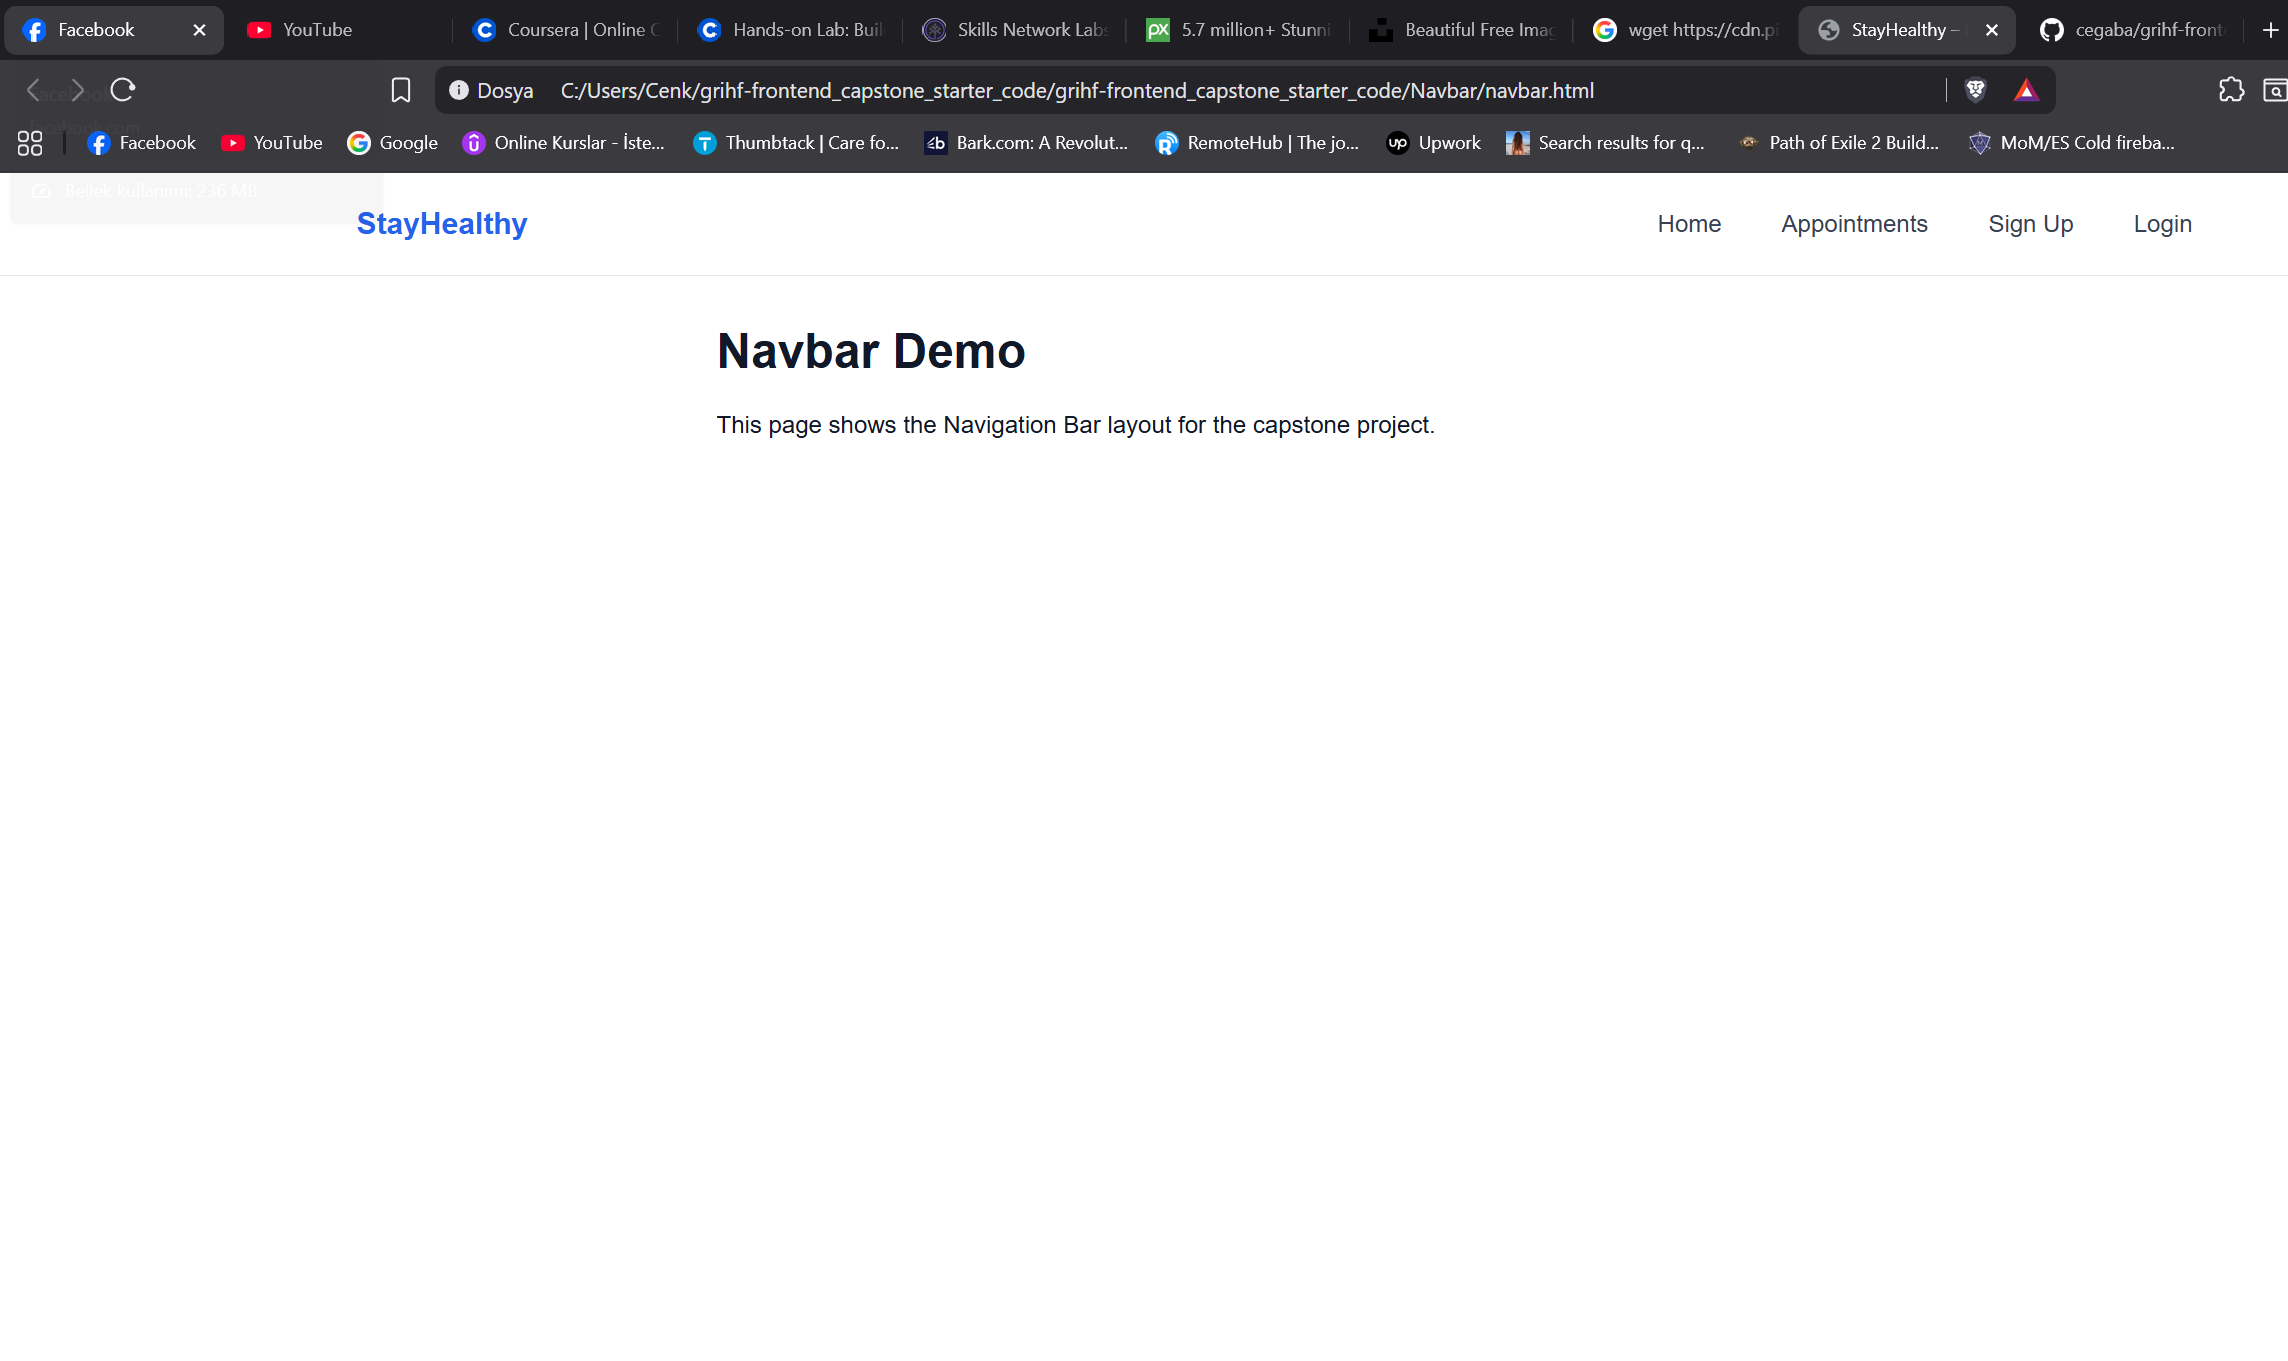 Facebook
YouTube
Coursera | Online C
Hands-on Lab: Buil
Skills Network Labs
5.7 million+ Stunni
Beautiful Free Imag
wget https://cdn.pi
StayHealthy –
cegaba/grihf-front
Dosya C:/Users/Cenk/grihf-frontend_capstone_starter_code/grihf-frontend_capstone_starter_code/Navbar/navbar.html
Facebook
facebook.com
Facebook
YouTube
Google
Online Kurslar - İste...
Thumbtack | Care fo...
Bark.com: A Revolut...
RemoteHub | The jo...
Upwork
Search results for q...
Path of Exile 2 Build...
MoM/ES Cold fireba...
Bellek kullanımı: 236 MB
StayHealthy
Home
Appointments
Sign Up
Login
Navbar Demo
This page shows the Navigation Bar layout for the capstone project.